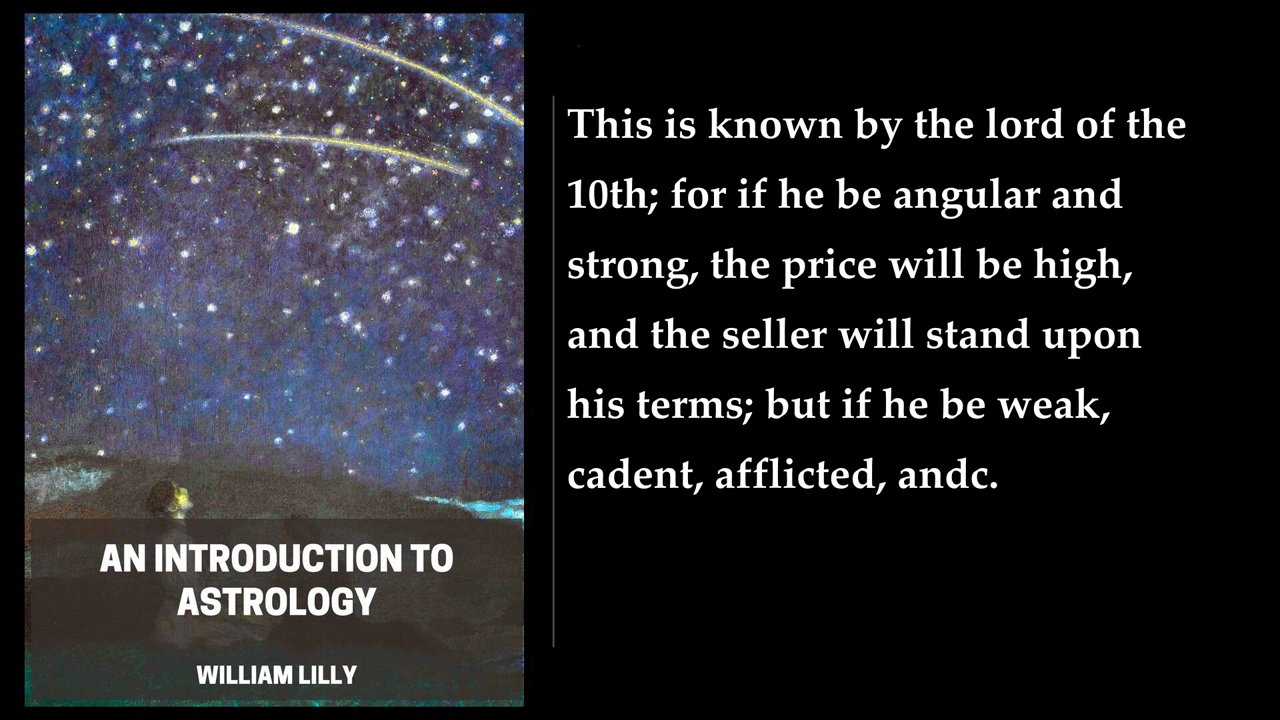 This is known by the lord of the
10th; for if he be angular and
strong, the price will be high,
and the seller will stand upon
his terms; but if he be weak,
cadent, afflicted, andc.
AN INTRODUCTION TO
ASTROLOGY
WILLIAM LILLY